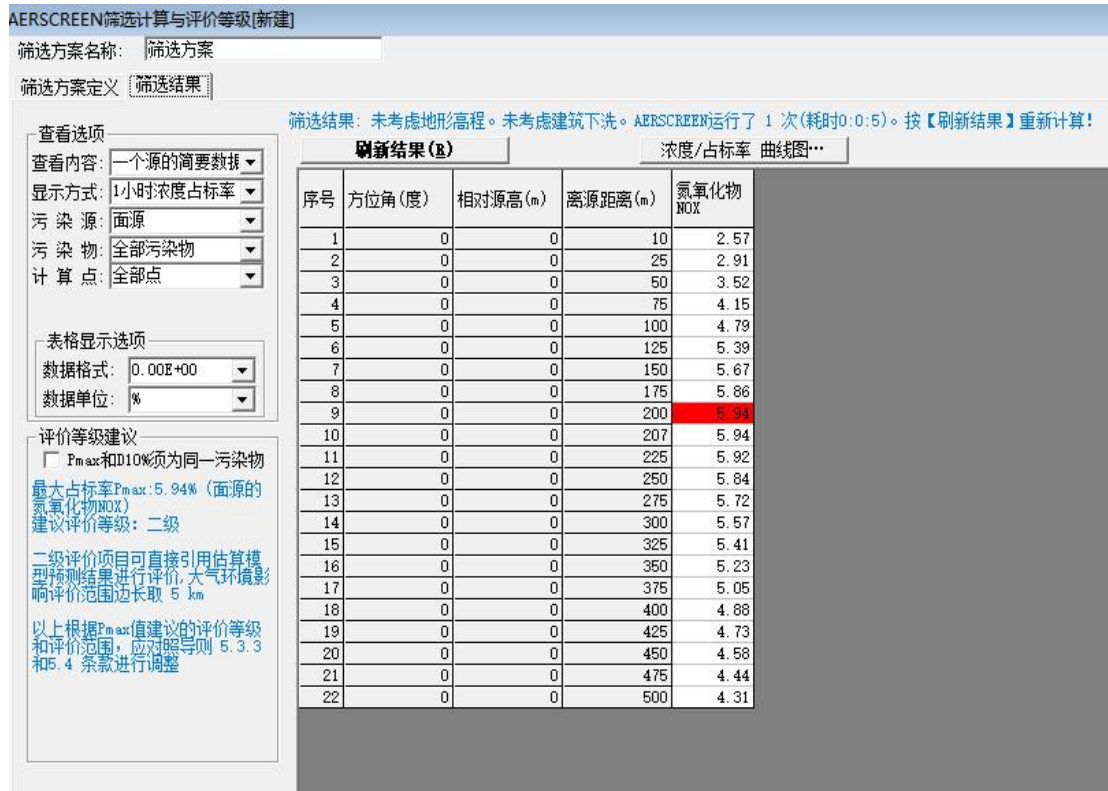 AERSCREEN筛选计算与评价等级[新建]
筛选方案名称: 筛选方案
筛选方案定义 筛选结果
筛选结果: 未考虑地形高程。未考虑建筑下洗。AERSCREEN运行了 1 次(耗时0:0:5)。按【刷新结果】重新计算!
查看选项
查看内容: 一个源的简要数据
显示方式: 1小时浓度占标率
污 染 源: 面源
污 染 物: 全部污染物
计 算 点: 全部点
表格显示选项
数据格式: 0.00E+00
数据单位: %
评价等级建议
Pmax和D10%须为同一污染物
最大占标率Pmax:5.94% (面源的
氮氧化物NOX)
建议评价等级: 二级
二级评价项目可直接引用估算模
型预测结果进行评价,大气环境影
响评价范围边长取 5 km
以上根据Pmax值建议的评价等级
和评价范围, 应对照导则 5.3.3
和5.4 条款进行调整
刷新结果(R) 浓度/占标率 曲线图…
序号 方位角(度) 相对源高(m) 离源距离(m) 氮氧化物
NOX
1 0 0 10 2.57
2 0 0 25 2.91
3 0 0 50 3.52
4 0 0 75 4.15
5 0 0 100 4.79
6 0 0 125 5.39
7 0 0 150 5.67
8 0 0 175 5.86
9 0 0 200 5.94
10 0 0 207 5.94
11 0 0 225 5.92
12 0 0 250 5.84
13 0 0 275 5.72
14 0 0 300 5.57
15 0 0 325 5.41
16 0 0 350 5.23
17 0 0 375 5.05
18 0 0 400 4.88
19 0 0 425 4.73
20 0 0 450 4.58
21 0 0 475 4.44
22 0 0 500 4.31